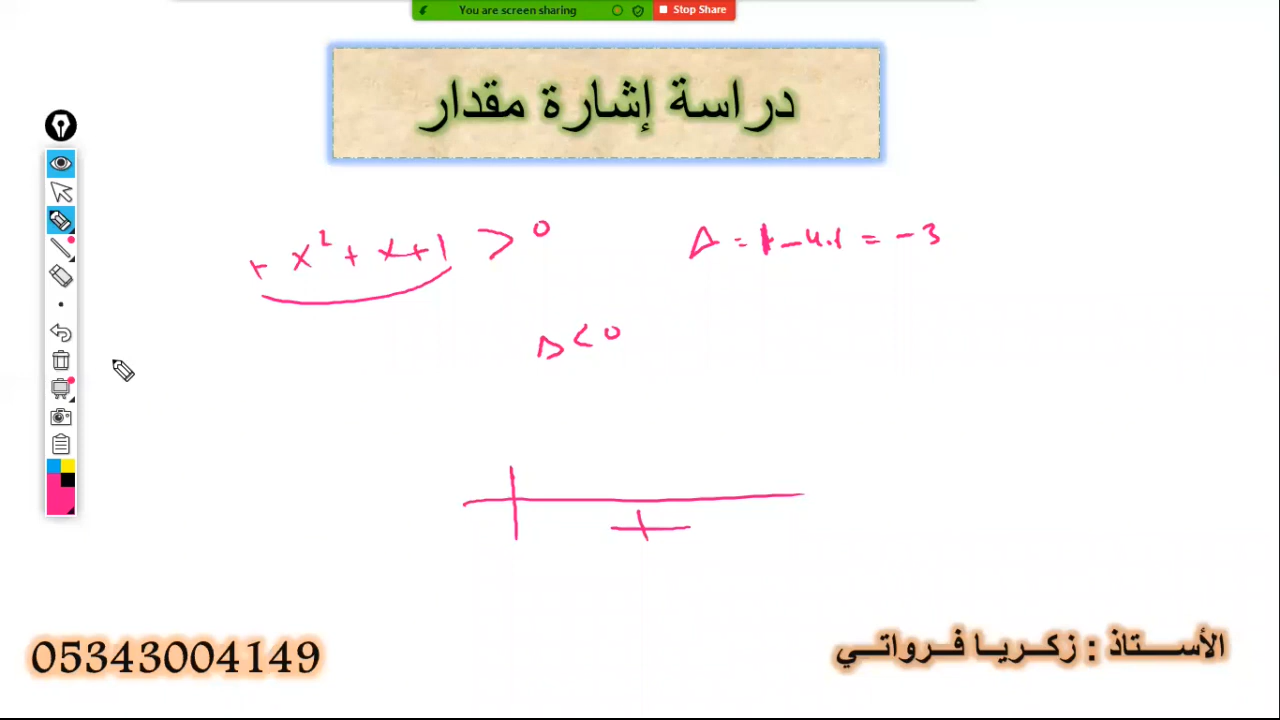 You are screen sharing Stop Share
دراسة إشارة مقدار
+ x² + x + 1 > 0
Δ = 1 - 4.1 = -3
Δ < 0
+
05343004149
الأستاذ : زكريا فرواتي